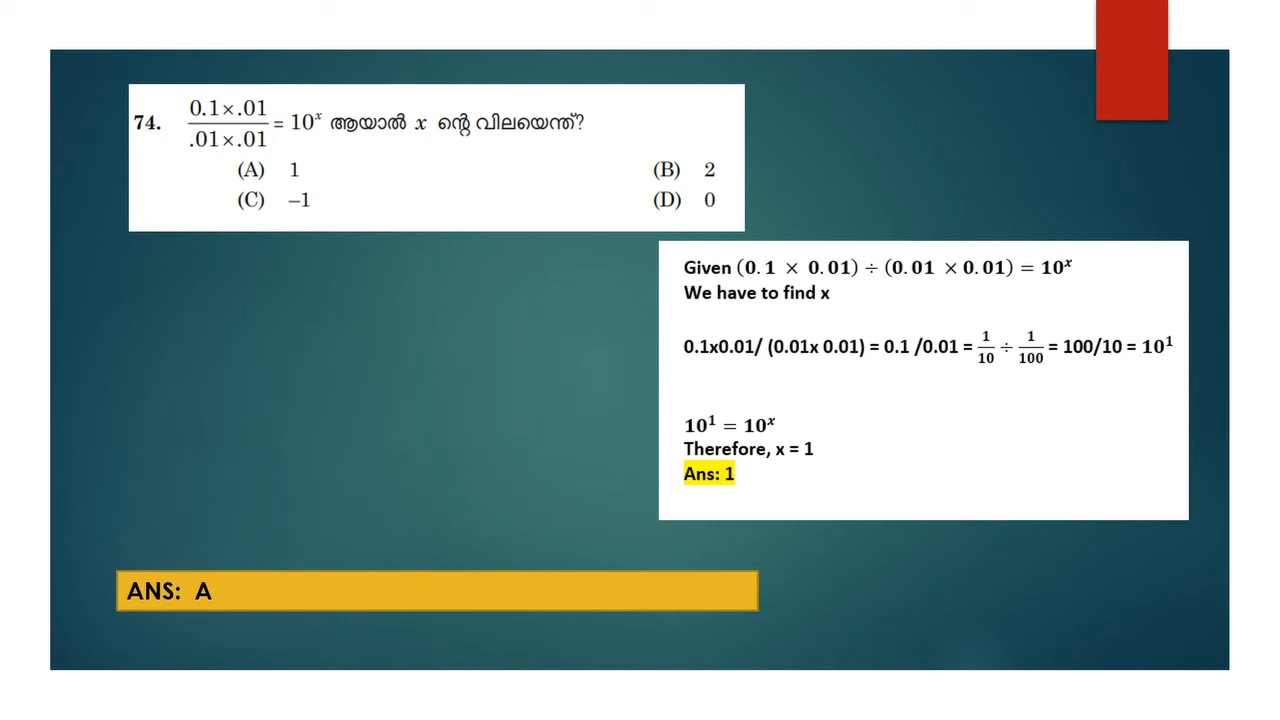 74. 0.1×.01 / .01×.01 = 10^x ആയാൽ x ന്റെ വിലയെന്ത്?
(A) 1 (B) 2
(C) –1 (D) 0
Given (0.1 × 0.01) ÷ (0.01 × 0.01) = 10^x
We have to find x
0.1x0.01/ (0.01x 0.01) = 0.1 /0.01 = 1/10 ÷ 1/100 = 100/10 = 10^1
10^1 = 10^x
Therefore, x = 1
Ans: 1
ANS: A